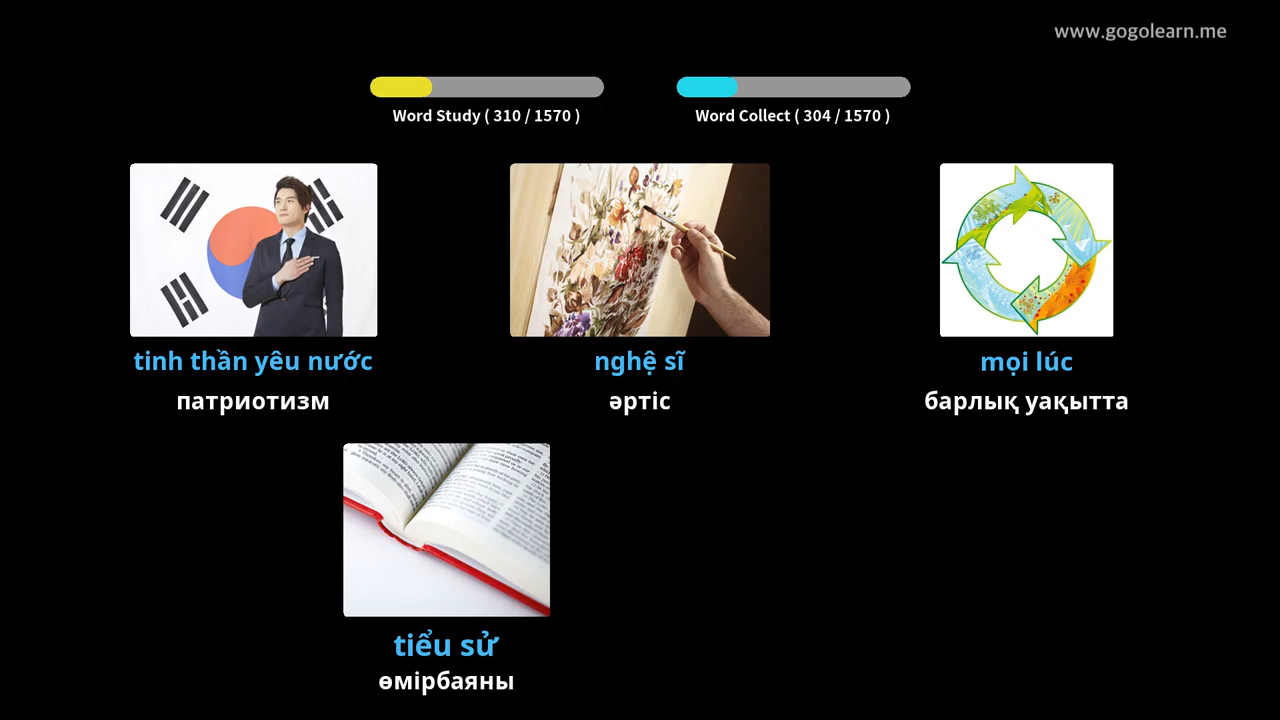 www.gogolearn.me
Word Study ( 310 / 1570 )
Word Collect ( 304 / 1570 )
tinh thần yêu nước
патриотизм
nghệ sĩ
әртіс
mọi lúc
барлық уақытта
tiểu sử
өмірбаяны